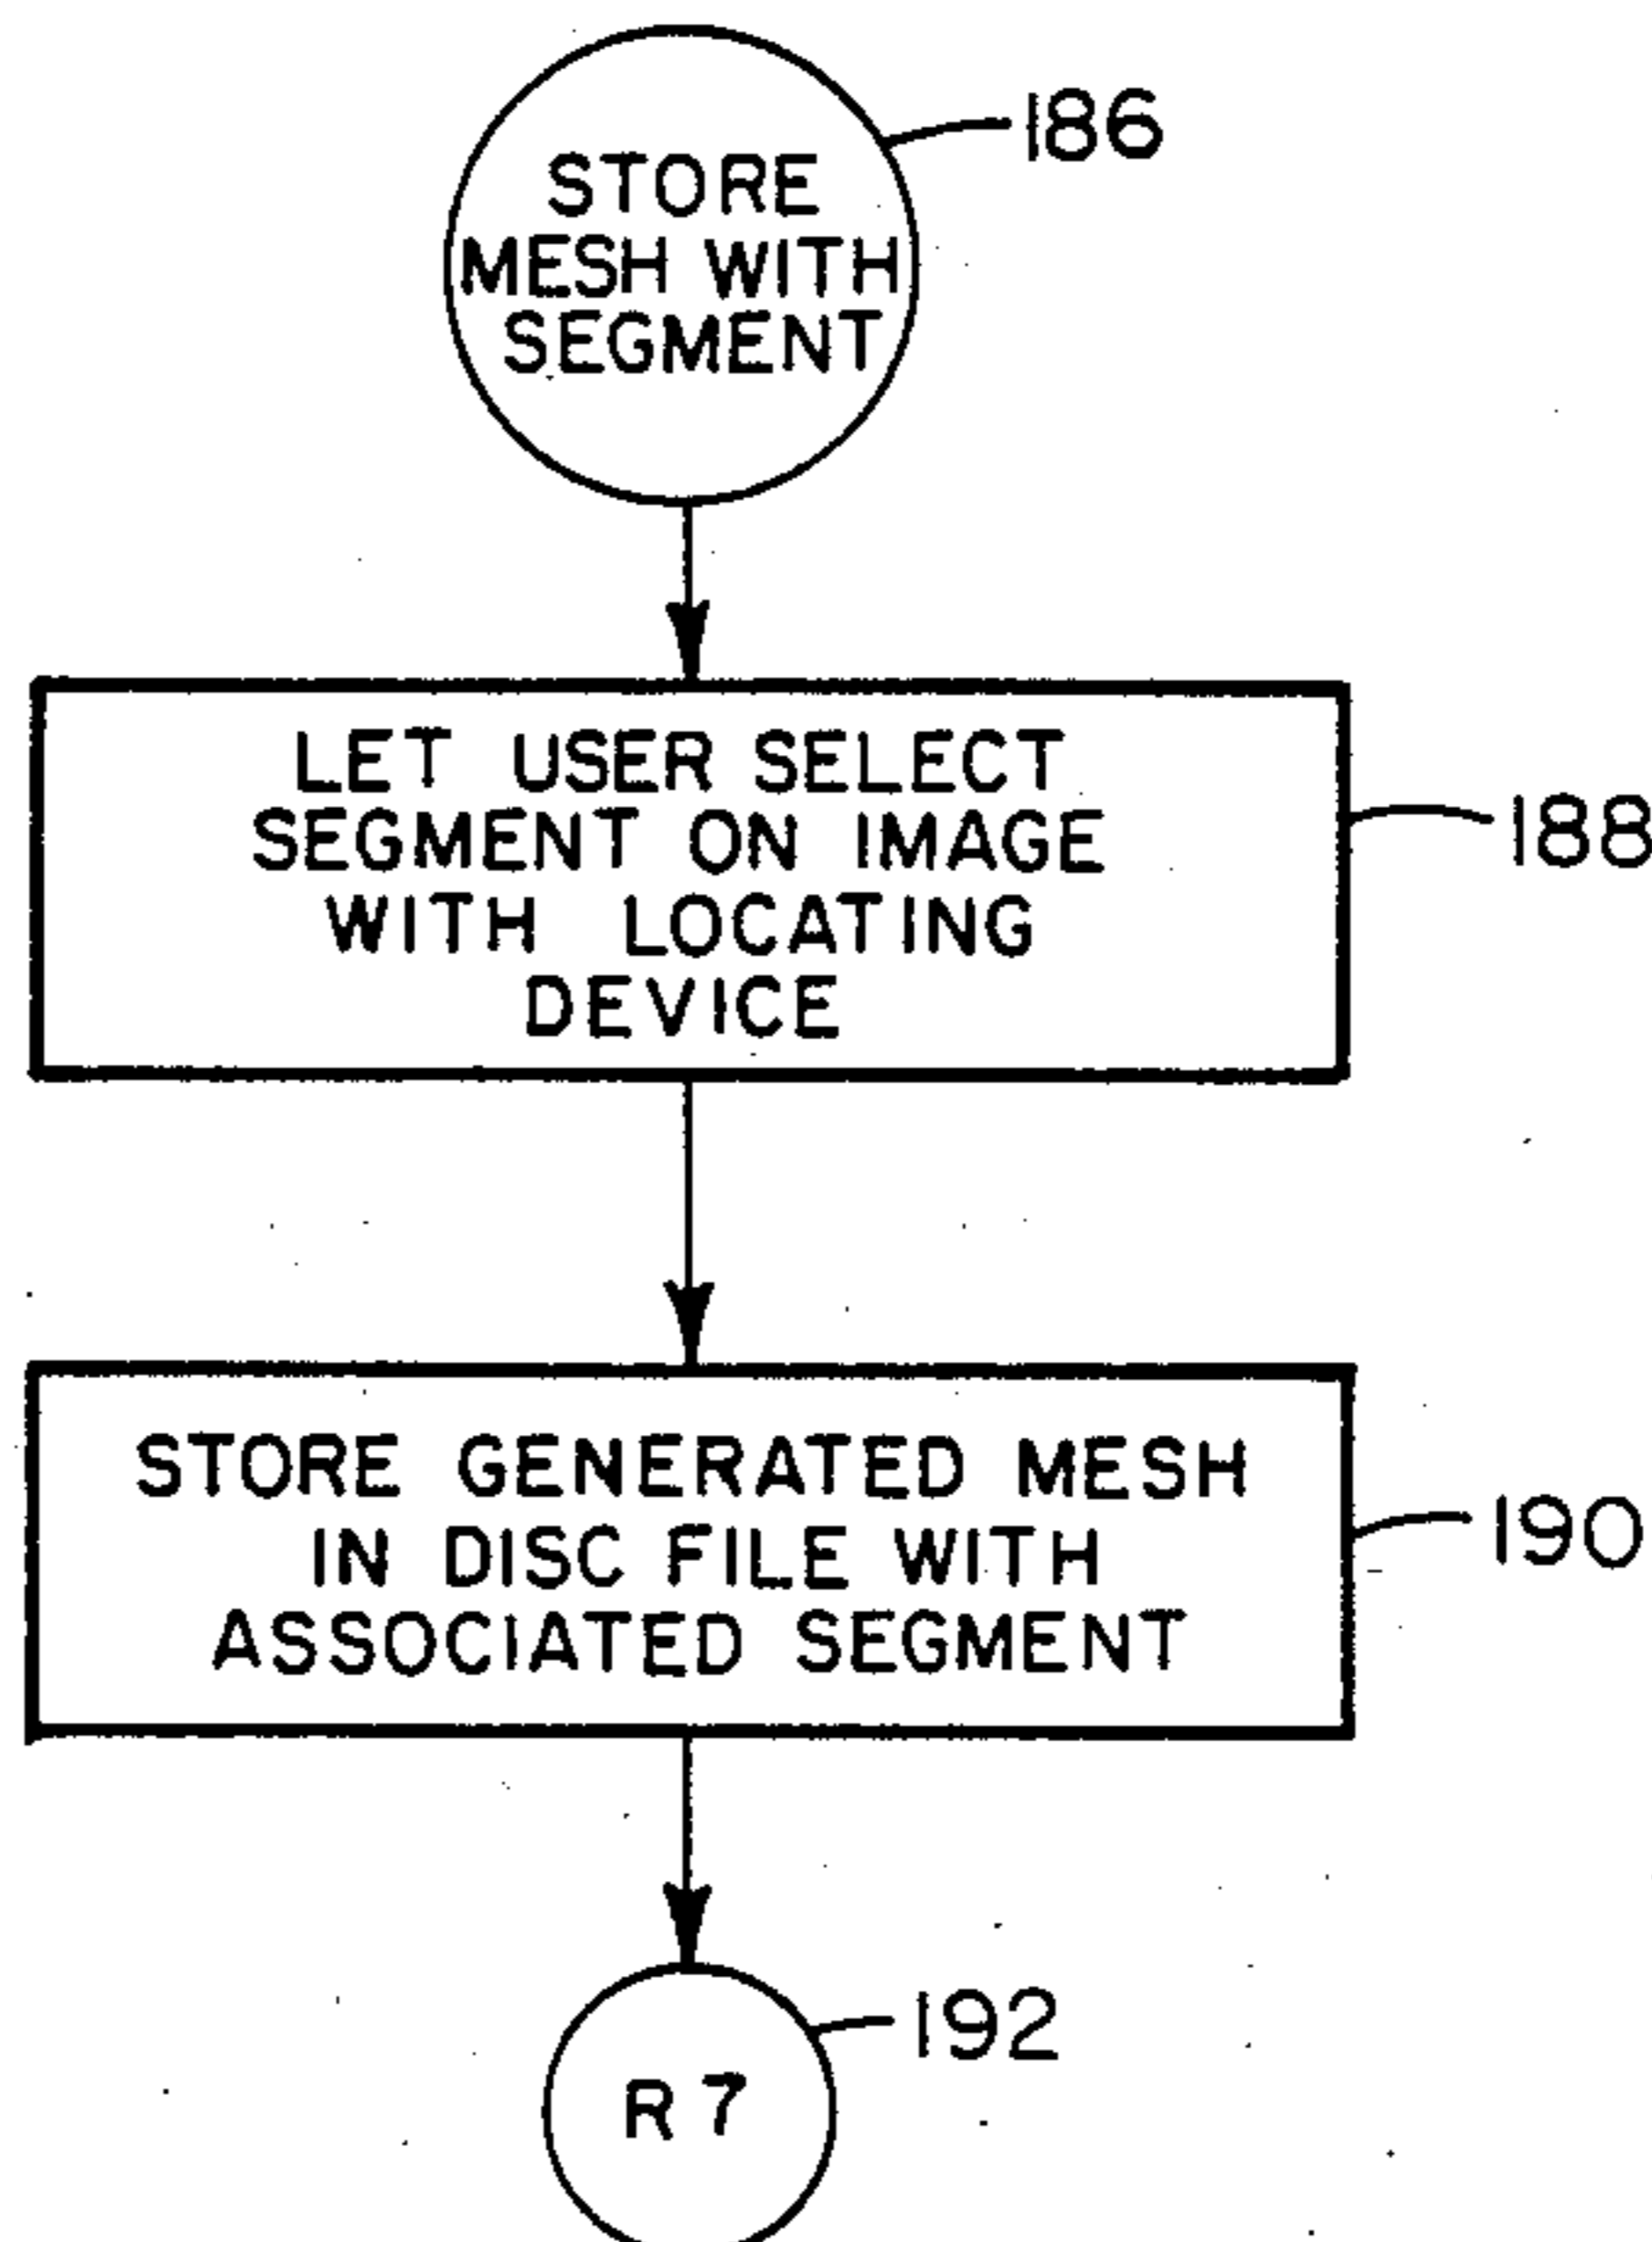 186
STORE
MESH WITH
SEGMENT
LET USER SELECT
SEGMENT ON IMAGE
WITH LOCATING
DEVICE
188
STORE GENERATED MESH
IN DISC FILE WITH
ASSOCIATED SEGMENT
190
192
R7